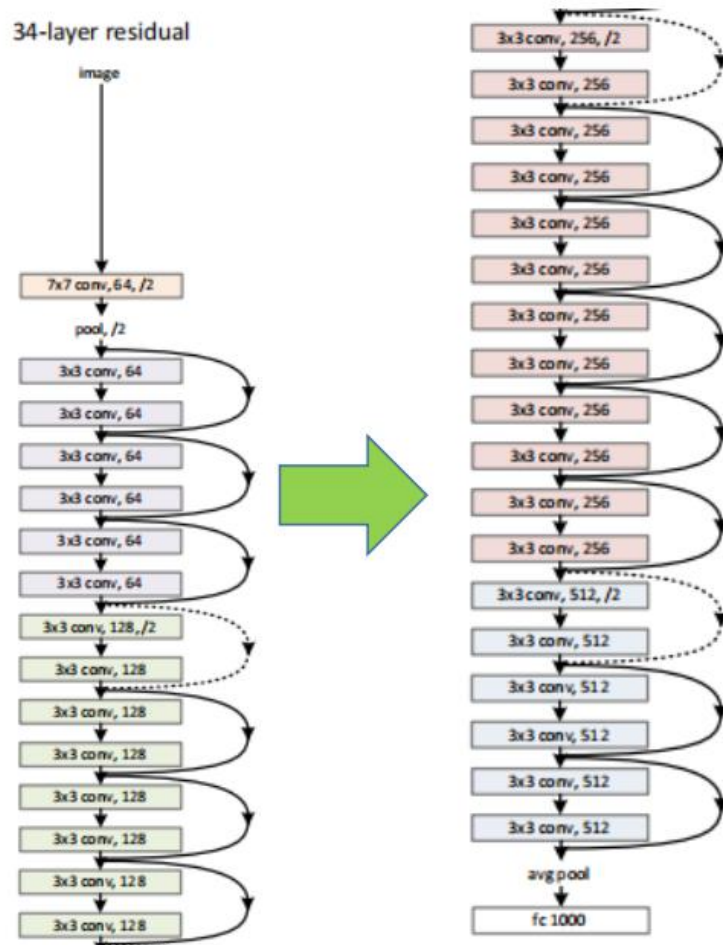 34-layer residual
image
7x7 conv, 64, /2
pool, /2
3x3 conv, 64
3x3 conv, 64
3x3 conv, 64
3x3 conv, 64
3x3 conv, 64
3x3 conv, 64
3x3 conv, 128, /2
3x3 conv, 128
3x3 conv, 128
3x3 conv, 128
3x3 conv, 128
3x3 conv, 128
3x3 conv, 128
3x3 conv, 128
3x3 conv, 256, /2
3x3 conv, 256
3x3 conv, 256
3x3 conv, 256
3x3 conv, 256
3x3 conv, 256
3x3 conv, 256
3x3 conv, 256
3x3 conv, 256
3x3 conv, 256
3x3 conv, 256
3x3 conv, 256
3x3 conv, 512, /2
3x3 conv, 512
3x3 conv, 512
3x3 conv, 512
3x3 conv, 512
3x3 conv, 512
avg pool
fc 1000